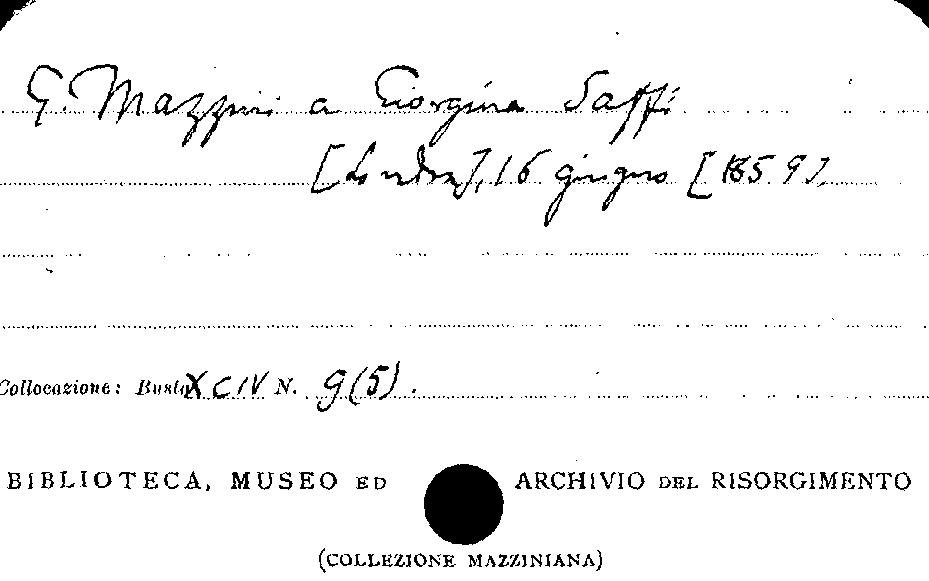 G. Mazzini a Giorgina Saffi
[Londra], 16 giugno [1859].
Collocazione: Busta XCIV N. 9(5).
BIBLIOTECA, MUSEO ED ARCHIVIO DEL RISORGIMENTO
(COLLEZIONE MAZZINIANA)